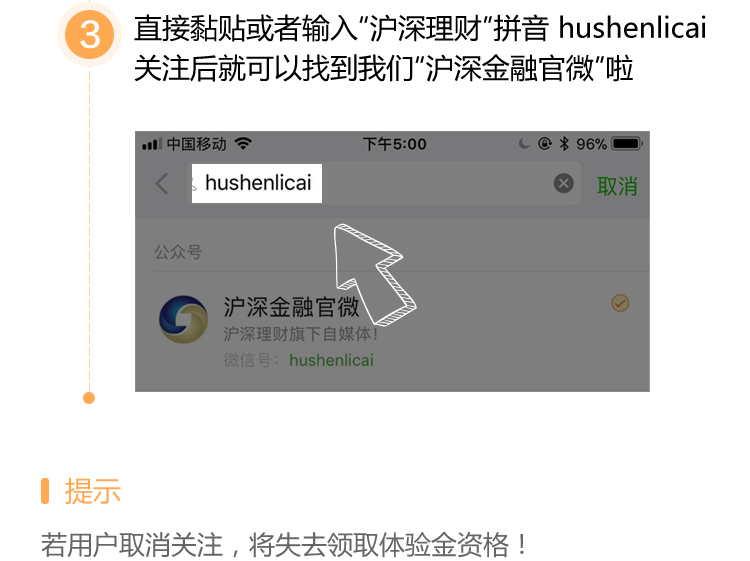 3
直接黏贴或者输入“沪深理财”拼音 hushenlicai
关注后就可以找到我们“沪深金融官微”啦
中国移动 下午5:00 96%
hushenlicai 取消
公众号
沪深金融官微
沪深理财旗下自媒体！
微信号： hushenlicai
提示
若用户取消关注，将失去领取体验金资格！